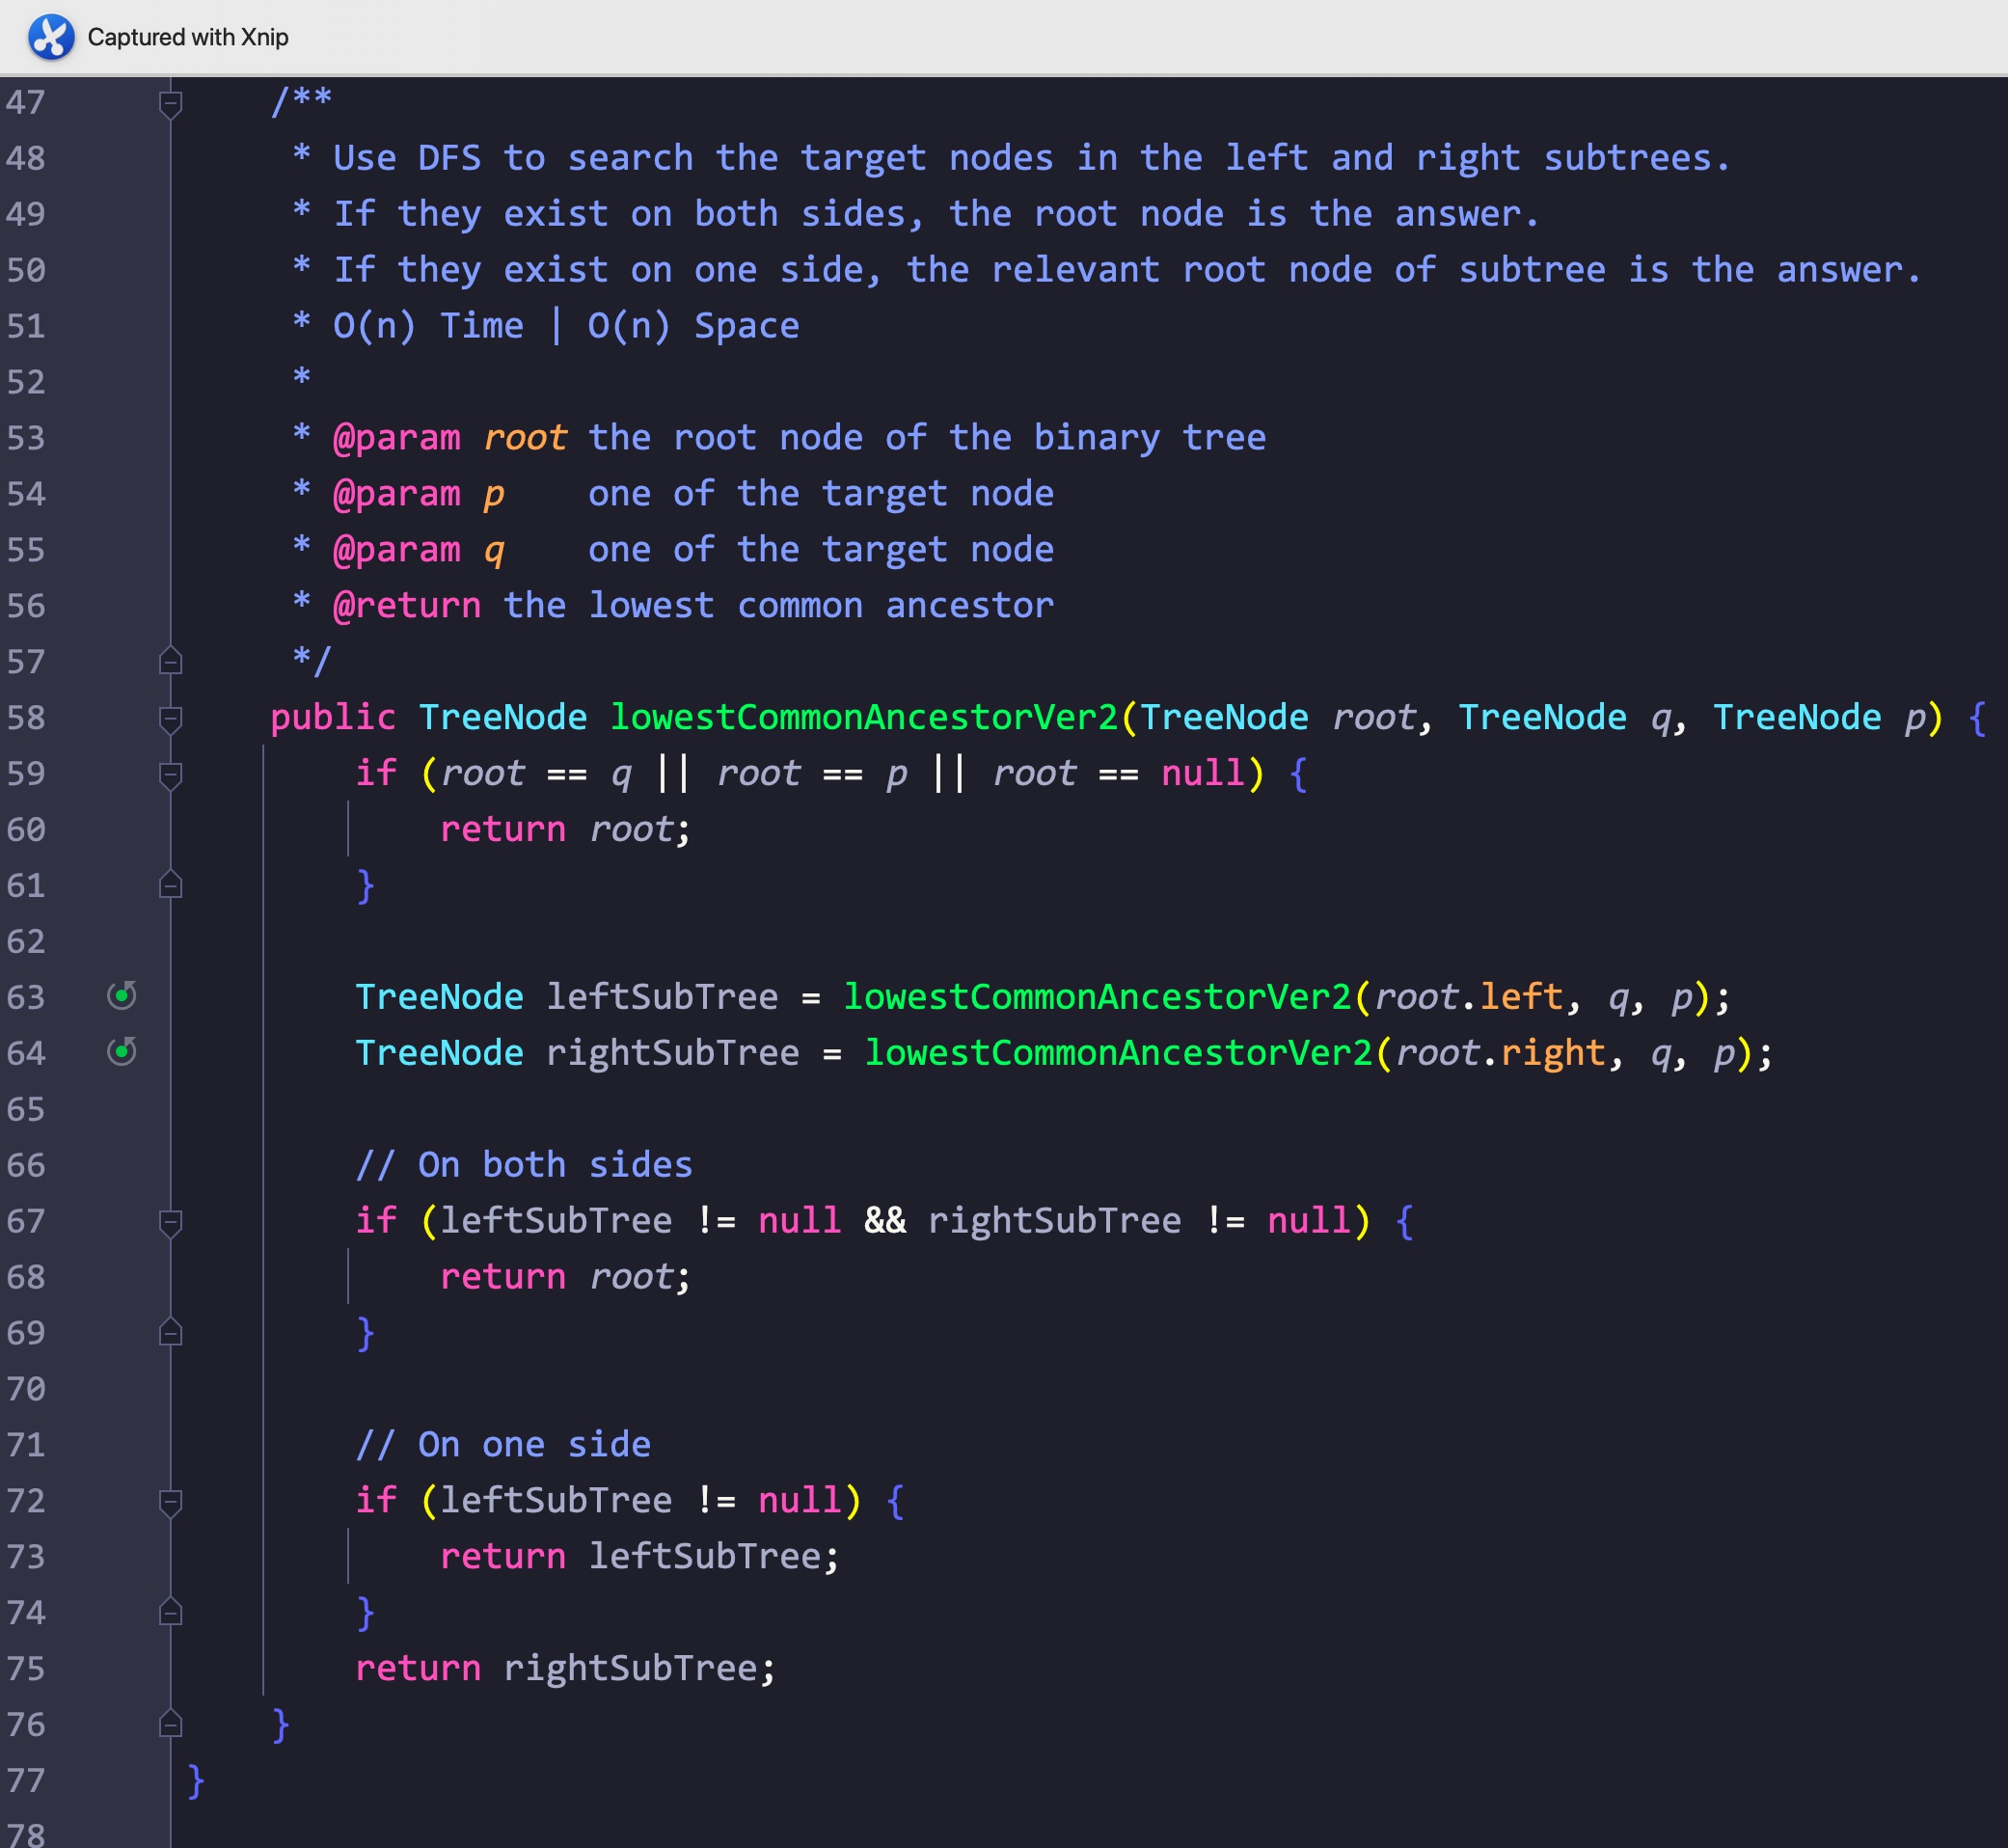 Captured with Xnip
47 /**
48 * Use DFS to search the target nodes in the left and right subtrees.
49 * If they exist on both sides, the root node is the answer.
50 * If they exist on one side, the relevant root node of subtree is the answer.
51 * O(n) Time | O(n) Space
52 *
53 * @param root the root node of the binary tree
54 * @param p    one of the target node
55 * @param q    one of the target node
56 * @return the lowest common ancestor
57 */
58 public TreeNode lowestCommonAncestorVer2(TreeNode root, TreeNode q, TreeNode p) {
59 if (root == q || root == p || root == null) {
60 return root;
61 }
62
63 TreeNode leftSubTree = lowestCommonAncestorVer2(root.left, q, p);
64 TreeNode rightSubTree = lowestCommonAncestorVer2(root.right, q, p);
65
66 // On both sides
67 if (leftSubTree != null && rightSubTree != null) {
68 return root;
69 }
70
71 // On one side
72 if (leftSubTree != null) {
73 return leftSubTree;
74 }
75 return rightSubTree;
76 }
77 }
78